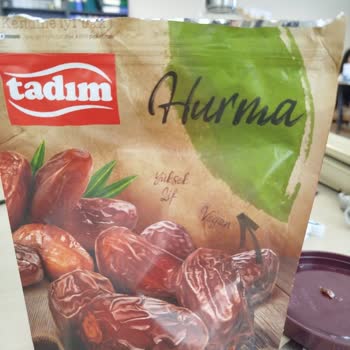 tadım
Hurma
Yüksek
Lif
Vegan